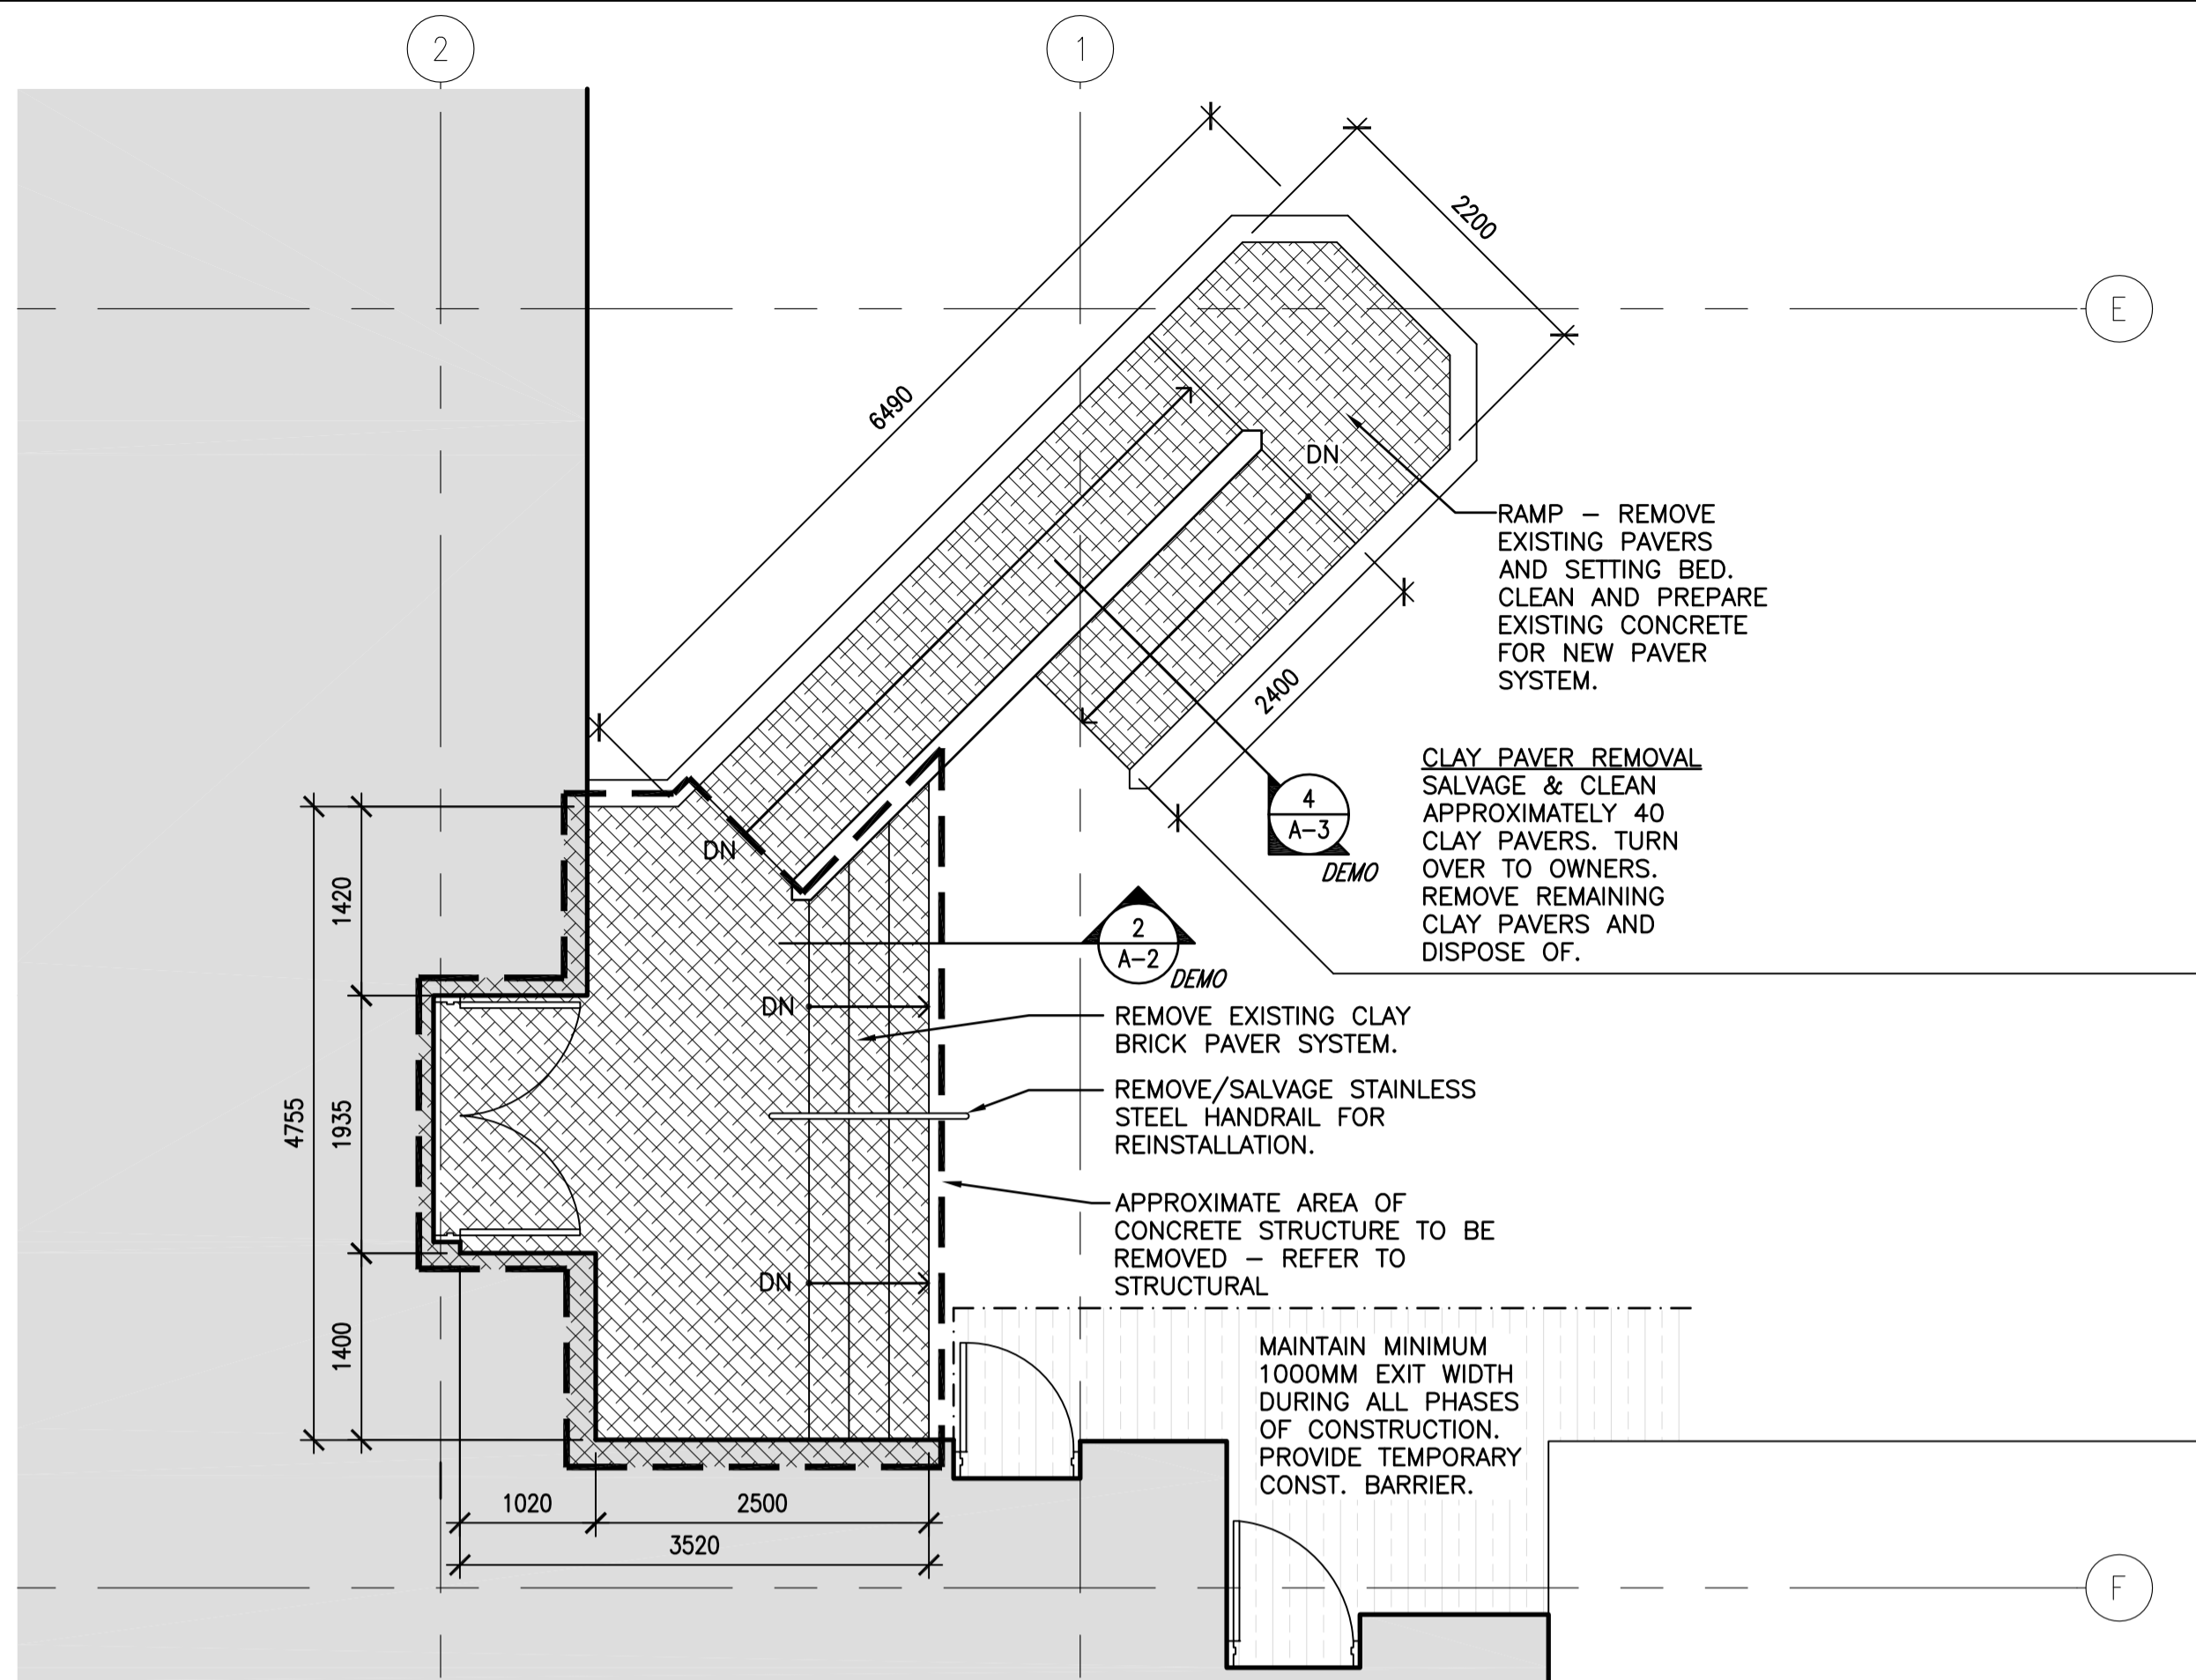 2
1
2200
E
6490
DN
RAMP – REMOVE
EXISTING PAVERS
AND SETTING BED.
CLEAN AND PREPARE
EXISTING CONCRETE
FOR NEW PAVER
SYSTEM.
2400
CLAY PAVER REMOVAL
SALVAGE & CLEAN
APPROXIMATELY 40
CLAY PAVERS. TURN
OVER TO OWNERS.
REMOVE REMAINING
CLAY PAVERS AND
DISPOSE OF.
4
A–3
DEMO
DN
1420
2
A–2
DEMO
DN
REMOVE EXISTING CLAY
BRICK PAVER SYSTEM.
4755
1935
REMOVE/SALVAGE STAINLESS
STEEL HANDRAIL FOR
REINSTALLATION.
APPROXIMATE AREA OF
CONCRETE STRUCTURE TO BE
REMOVED – REFER TO
STRUCTURAL
DN
1400
MAINTAIN MINIMUM
1000MM EXIT WIDTH
DURING ALL PHASES
OF CONSTRUCTION.
PROVIDE TEMPORARY
CONST. BARRIER.
1020
2500
3520
F